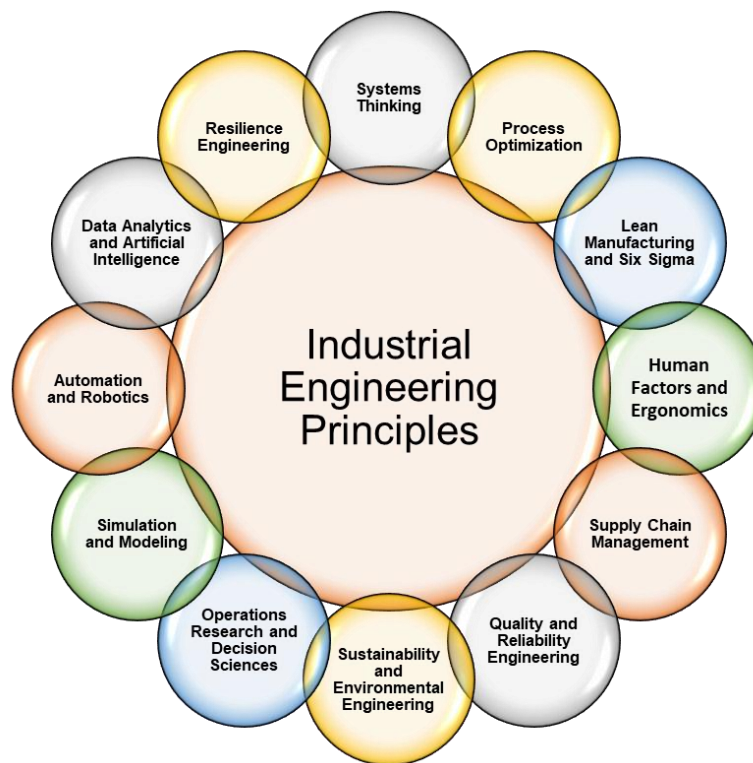 Systems
Thinking
Process
Optimization
Lean
Manufacturing
and Six Sigma
Human
Factors and
Ergonomics
Supply Chain
Management
Quality and
Reliability
Engineering
Sustainability
and
Environmental
Engineering
Operations
Research and
Decision
Sciences
Simulation
and Modeling
Automation
and Robotics
Data Analytics
and Artificial
Intelligence
Resilience
Engineering
Industrial
Engineering
Principles